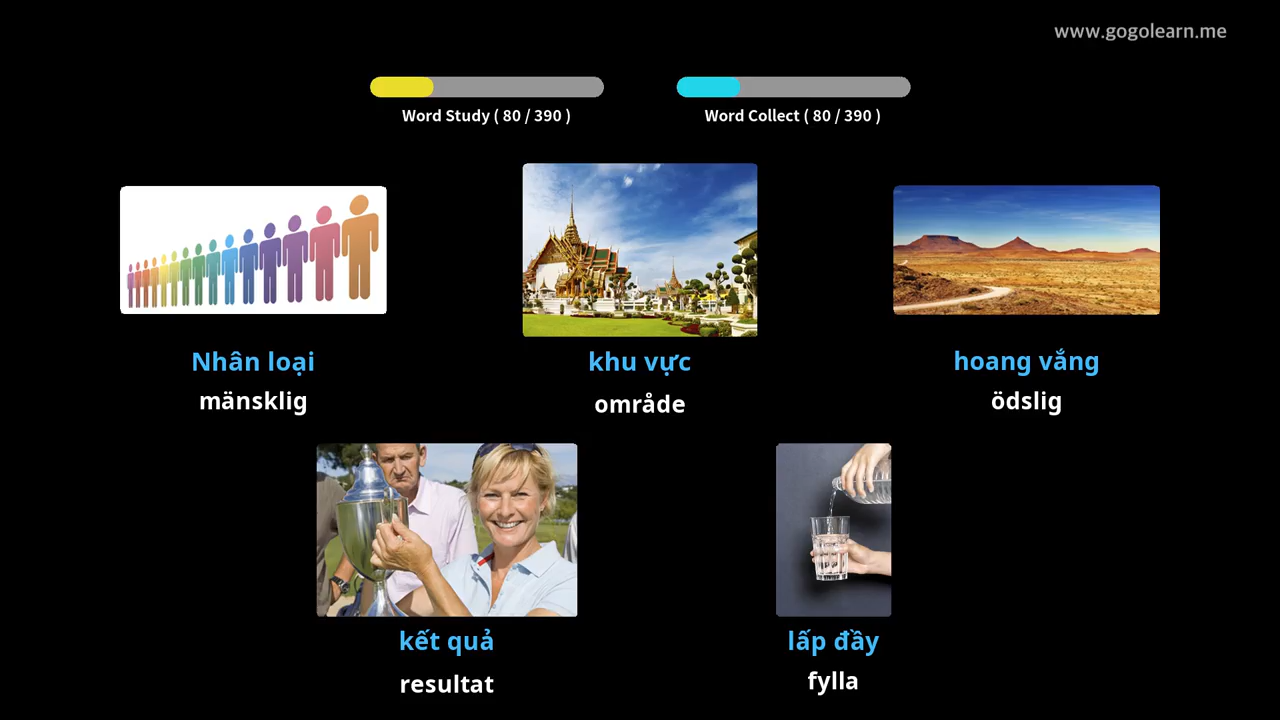 www.gogolearn.me
Word Study ( 80 / 390 )
Word Collect ( 80 / 390 )
Nhân loại
mänsklig
khu vực
område
hoang vắng
ödslig
kết quả
resultat
lấp đầy
fylla